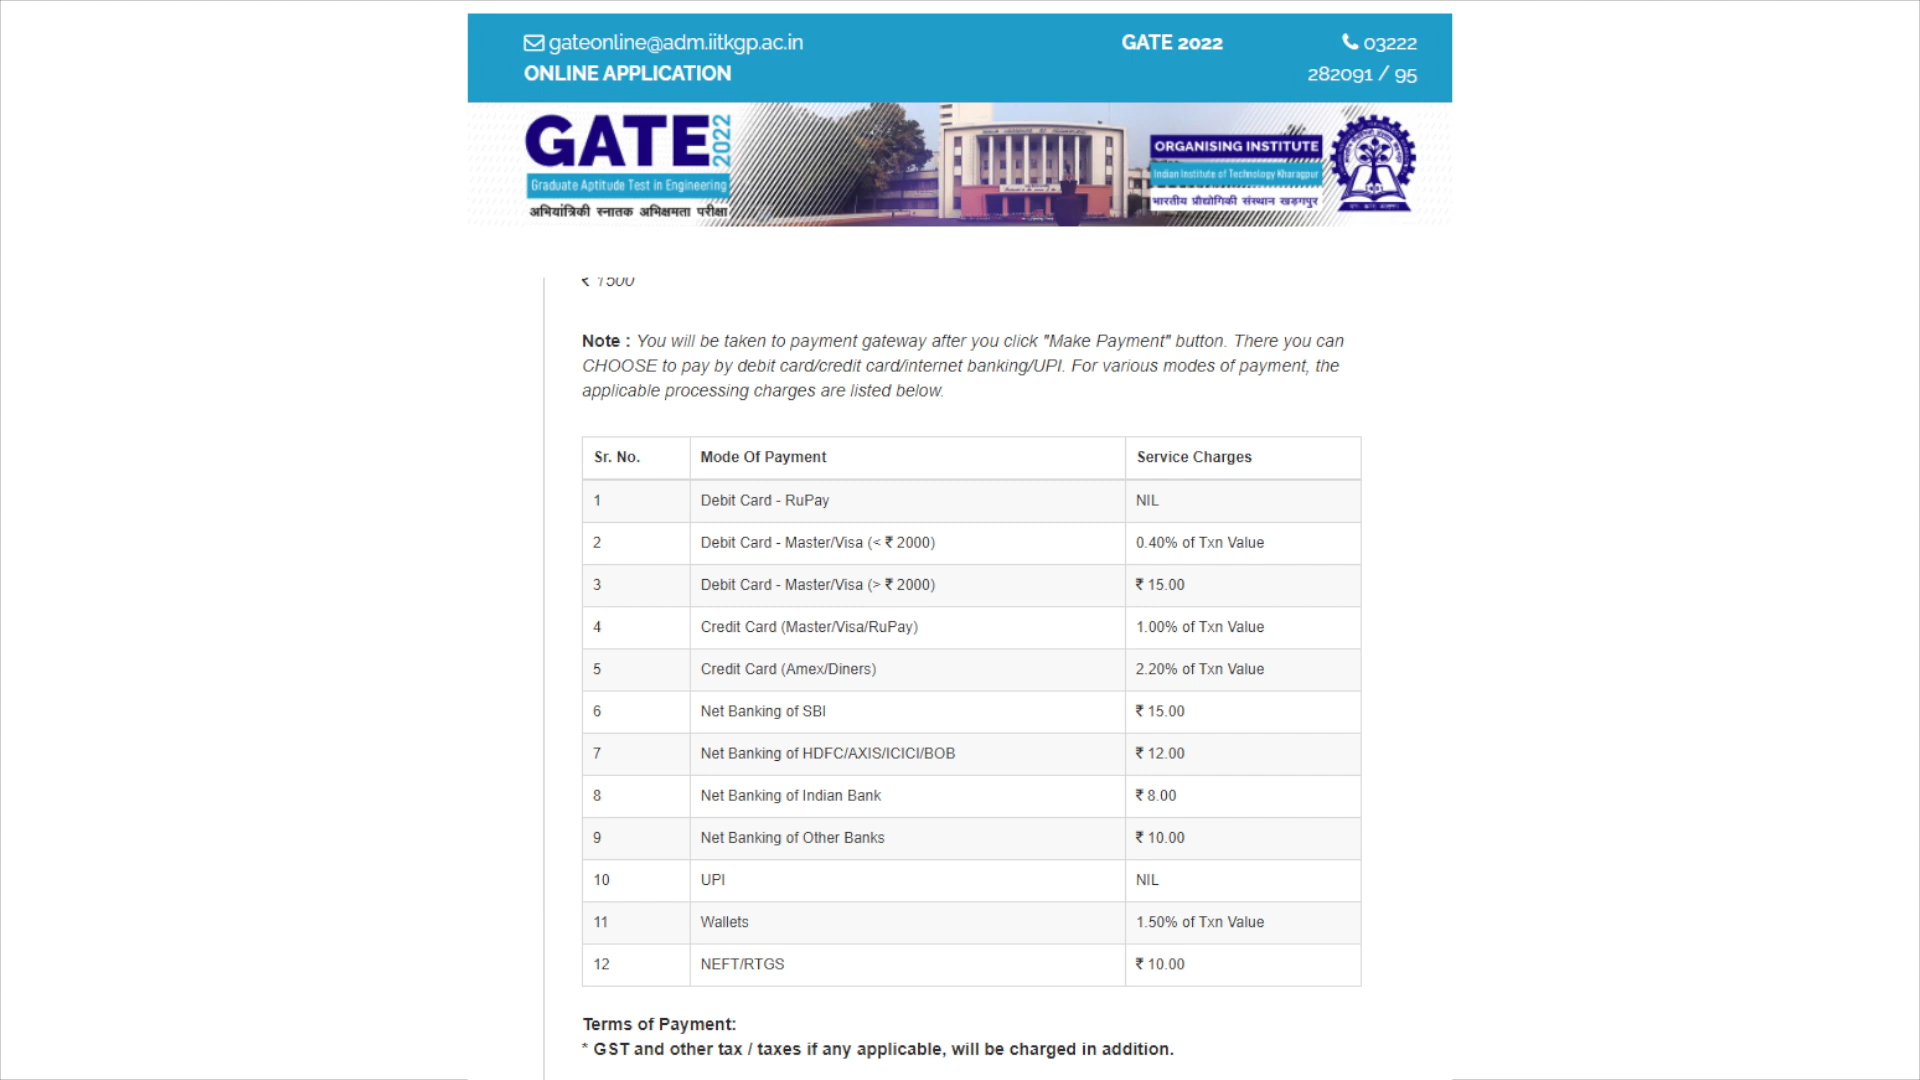 gateonline@adm.iitkgp.ac.in
ONLINE APPLICATION
GATE 2022
03222
282091 / 95
GATE 2022
Graduate Aptitude Test in Engineering
अभियांत्रिकी स्नातक अभिक्षमता परीक्षा
ORGANISING INSTITUTE
Indian Institute of Technology Kharagpur
भारतीय प्रौद्योगिकी संस्थान खड़गपुर
₹ 1500
Note : You will be taken to payment gateway after you click "Make Payment" button. There you can
CHOOSE to pay by debit card/credit card/internet banking/UPI. For various modes of payment, the
applicable processing charges are listed below.
Sr. No. Mode Of Payment Service Charges
1 Debit Card - RuPay NIL
2 Debit Card - Master/Visa (< ₹ 2000) 0.40% of Txn Value
3 Debit Card - Master/Visa (> ₹ 2000) ₹ 15.00
4 Credit Card (Master/Visa/RuPay) 1.00% of Txn Value
5 Credit Card (Amex/Diners) 2.20% of Txn Value
6 Net Banking of SBI ₹ 15.00
7 Net Banking of HDFC/AXIS/ICICI/BOB ₹ 12.00
8 Net Banking of Indian Bank ₹ 8.00
9 Net Banking of Other Banks ₹ 10.00
10 UPI NIL
11 Wallets 1.50% of Txn Value
12 NEFT/RTGS ₹ 10.00
Terms of Payment:
* GST and other tax / taxes if any applicable, will be charged in addition.